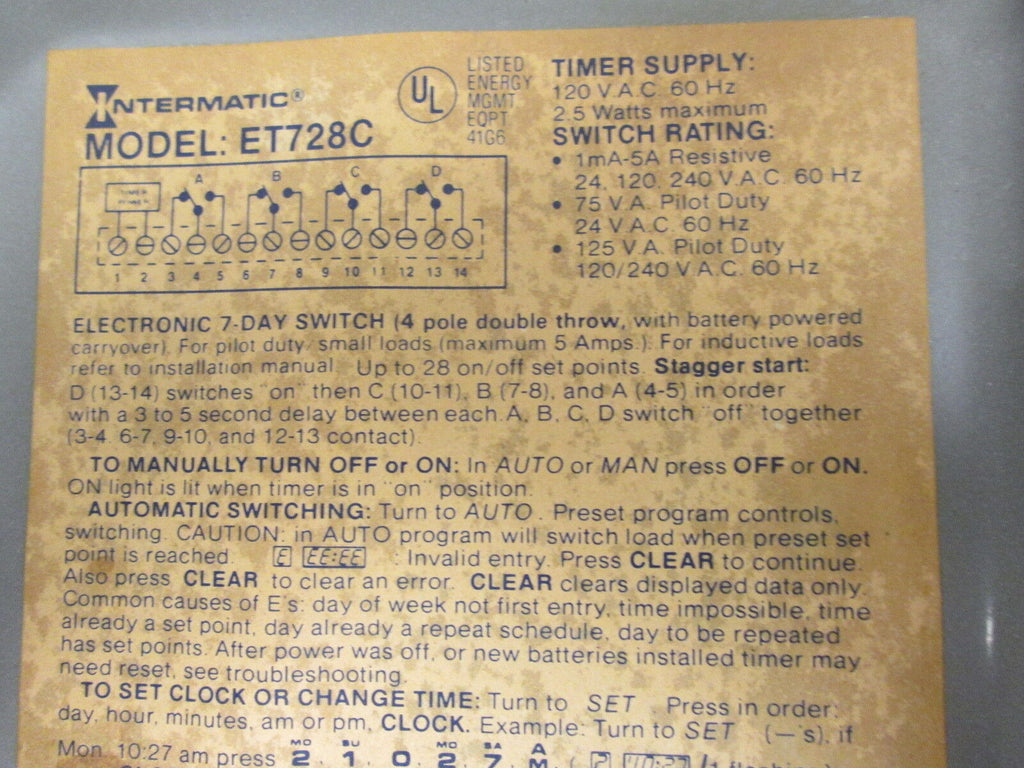 INTERMATIC®
MODEL: ET728C
UL
LISTED
ENERGY
MGMT
EQPT
41G6
TIMER SUPPLY:
120 V.A.C. 60 Hz
2.5 Watts maximum
SWITCH RATING:
• 1mA-5A Resistive
24, 120, 240 V.A.C. 60 Hz
• 75 V.A. Pilot Duty
24 V.A.C. 60 Hz
• 125 V.A. Pilot Duty
120/240 V.A.C. 60 Hz
TIMER
POWER
A B C D
1 2 3 4 5 6 7 8 9 10 11 12 13 14
ELECTRONIC 7-DAY SWITCH (4 pole double throw, with battery powered
carryover). For pilot duty/small loads (maximum 5 Amps.). For inductive loads
refer to installation manual. Up to 28 on/off set points. Stagger start:
D (13-14) switches "on" then C (10-11), B (7-8), and A (4-5) in order
with a 3 to 5 second delay between each. A, B, C, D switch "off" together
(3-4, 6-7, 9-10, and 12-13 contact).
TO MANUALLY TURN OFF or ON: In AUTO or MAN press OFF or ON.
ON light is lit when timer is in "on" position.
AUTOMATIC SWITCHING: Turn to AUTO. Preset program controls,
switching. CAUTION: in AUTO program will switch load when preset set
point is reached. E EE:EE : Invalid entry. Press CLEAR to continue.
Also press CLEAR to clear an error. CLEAR clears displayed data only.
Common causes of E's: day of week not first entry, time impossible, time
already a set point, day already a repeat schedule, day to be repeated
has set points. After power was off, or new batteries installed timer may
need reset, see troubleshooting.
TO SET CLOCK OR CHANGE TIME: Turn to SET. Press in order:
day, hour, minutes, am or pm, CLOCK. Example: Turn to SET (—'s), if
MO SU MO SA A
Mon. 10:27 am press 2, 1, 0, 2, 7, M, (2 10:27